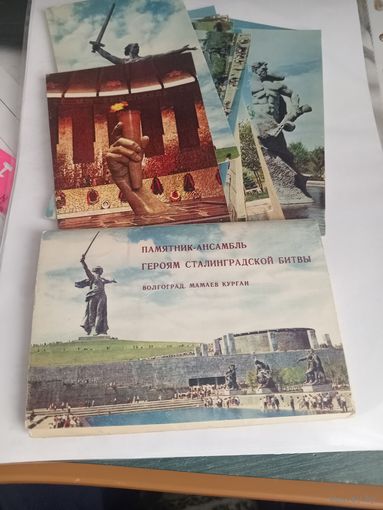 ПАМЯТНИК-АНСАМБЛЬ
ГЕРОЯМ СТАЛИНГРАДСКОЙ БИТВЫ
ВОЛГОГРАД. МАМАЕВ КУРГАН